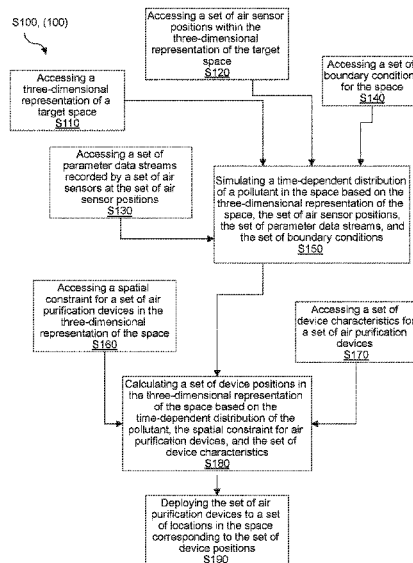 S100, (100)
Accessing a set of air sensor
positions within the three-
dimensional representation of
the target space
S120
Accessing a set of
boundary condition
for the space
S140
Accessing a
three-dimensional
representation of a
target space
S110
Accessing a set of
parameter data streams
recorded by a set of air
sensors at the set of air
sensor positions
S130
Simulating a time-dependent distribution
of a pollutant in the space based on the
three-dimensional representation of the
space, the set of air sensor positions,
the set of parameter data streams, and
the set of boundary conditions
S150
Accessing a spatial
constraint for a set of air
purification devices in the
three-dimensional
representation of the space
S160
Accessing a set of
device characteristics for
a set of air purification
devices
S170
Calculating a set of device positions in
the three-dimensional representation
of the space based on the
time-dependent distribution of the
pollutant, the spatial constraint for air
purification devices, and the set of
device characteristics
S180
Deploying the set of air
purification devices to a set
of locations in the space
corresponding to the set of
device positions
S190